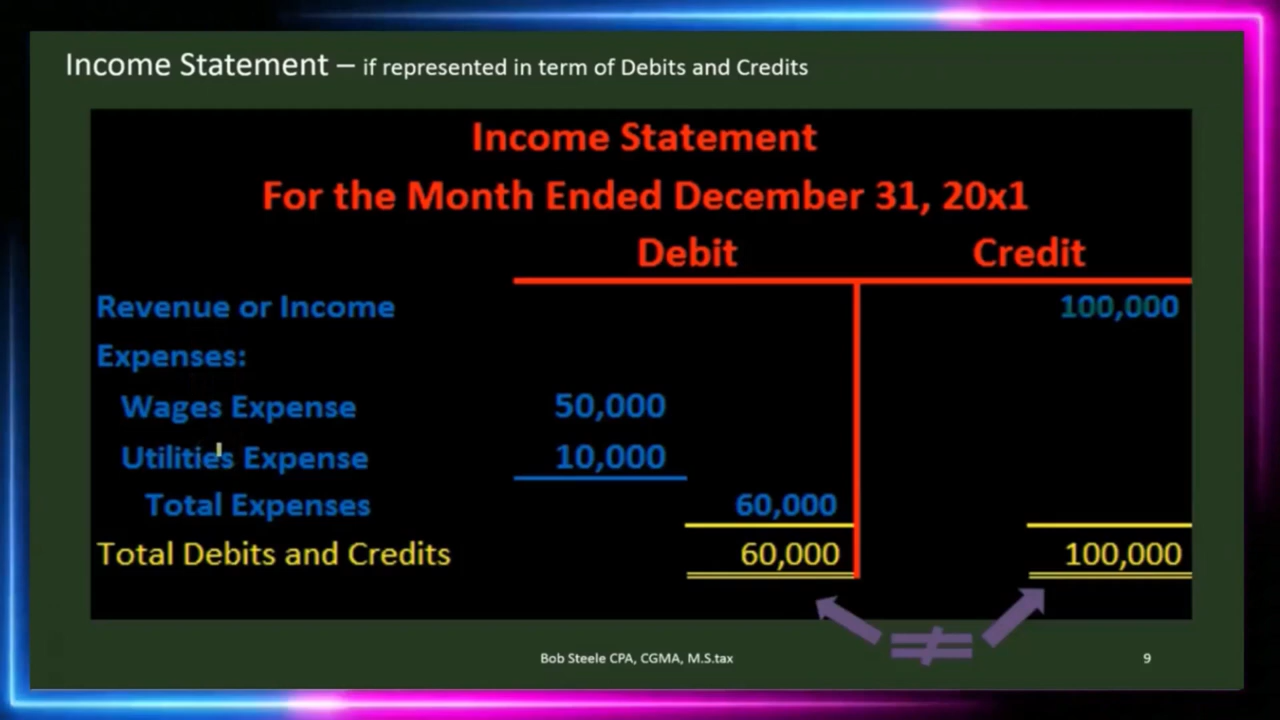 Income Statement – if represented in term of Debits and Credits
Income Statement
For the Month Ended December 31, 20x1
Debit Credit
Revenue or Income 100,000
Expenses:
Wages Expense 50,000
Utilities Expense 10,000
Total Expenses 60,000
Total Debits and Credits 60,000 100,000
≠
Bob Steele CPA, CGMA, M.S.tax 9